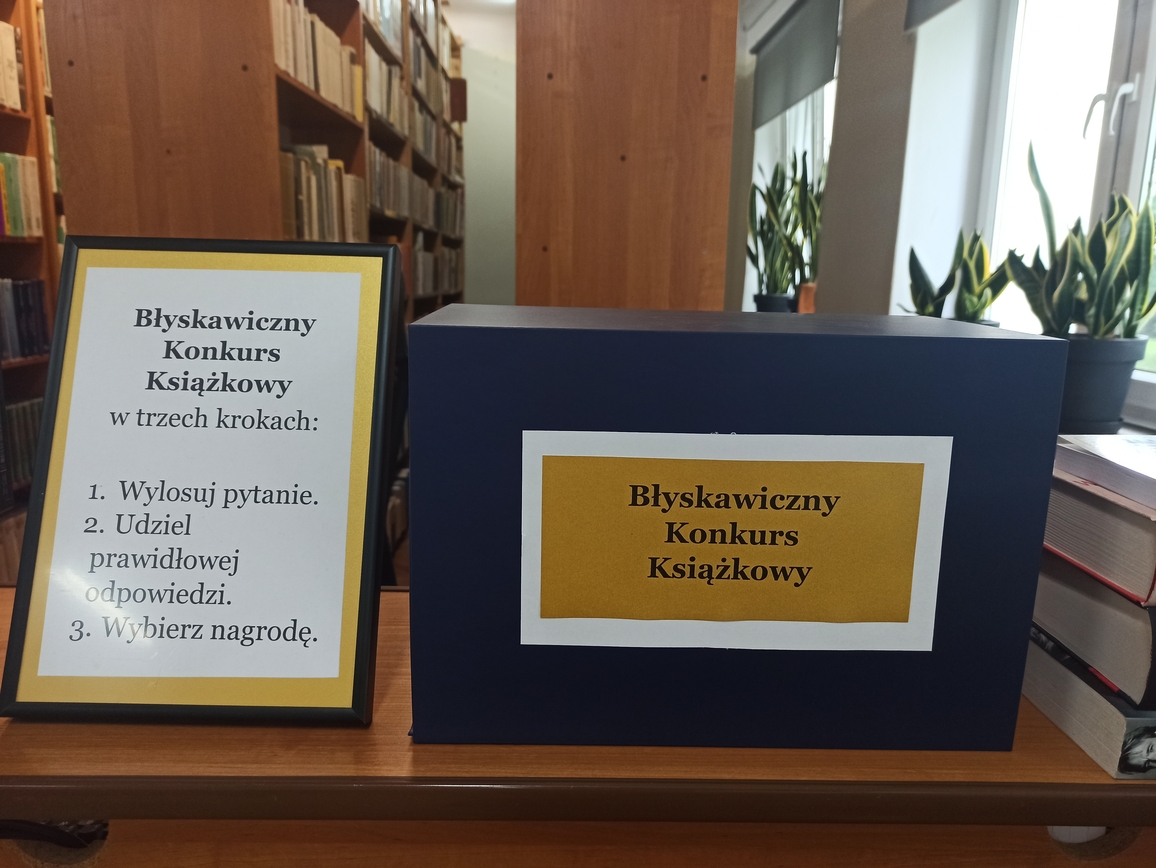 Błyskawiczny
Konkurs
Książkowy
w trzech krokach:
1. Wylosuj pytanie.
2. Udziel
prawidłowej
odpowiedzi.
3. Wybierz nagrodę.
Błyskawiczny
Konkurs
Książkowy